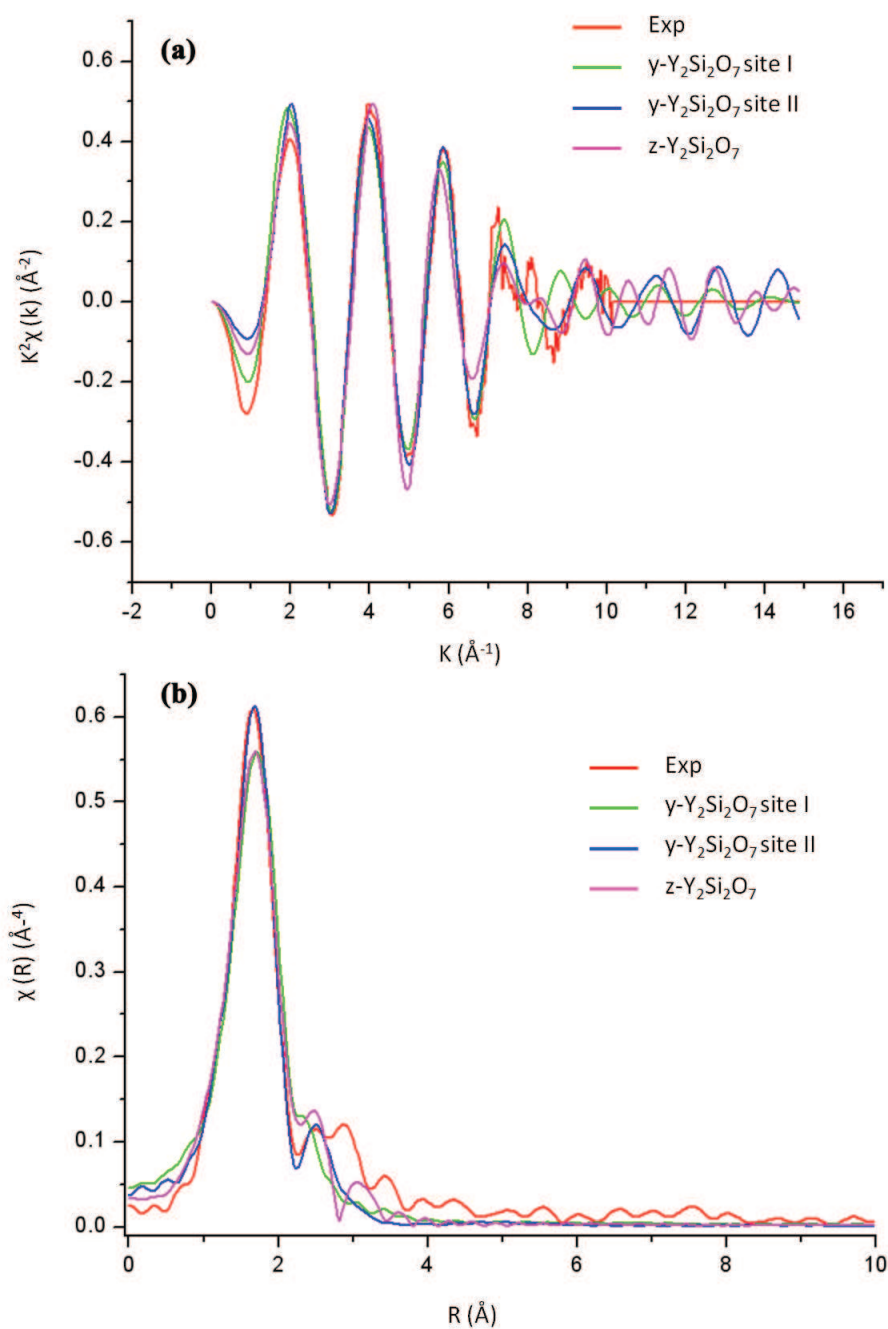 (a)
Exp
y-Y₂Si₂O₇ site I
y-Y₂Si₂O₇ site II
z-Y₂Si₂O₇
0.6
0.4
0.2
0.0
-0.2
-0.4
-0.6
K²χ (k) (Å⁻²)
-2 0 2 4 6 8 10 12 14 16
K (Å⁻¹)
(b)
Exp
y-Y₂Si₂O₇ site I
y-Y₂Si₂O₇ site II
z-Y₂Si₂O₇
0.6
0.5
0.4
0.3
0.2
0.1
0.0
χ (R) (Å-⁴)
0 2 4 6 8 10
R (Å)